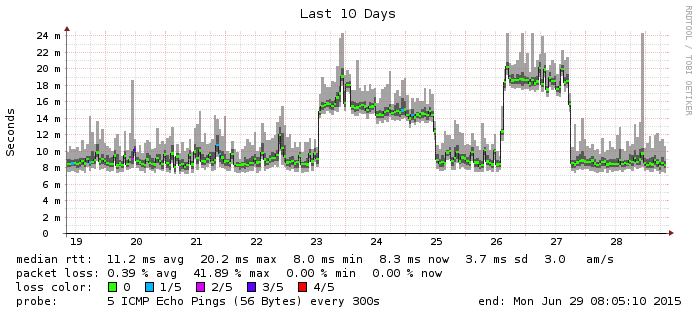 Last 10 Days
RRDTOOL / TOBI OETIKER
Seconds
24 m
22 m
20 m
18 m
16 m
14 m
12 m
10 m
8 m
6 m
4 m
2 m
0
19 20 21 22 23 24 25 26 27 28
median rtt: 11.2 ms avg 20.2 ms max 8.0 ms min 8.3 ms now 3.7 ms sd 3.0 am/s
packet loss: 0.39 % avg 41.89 % max 0.00 % min 0.00 % now
loss color: 0 1/5 2/5 3/5 4/5
probe: 5 ICMP Echo Pings (56 Bytes) every 300s end: Mon Jun 29 08:05:10 2015